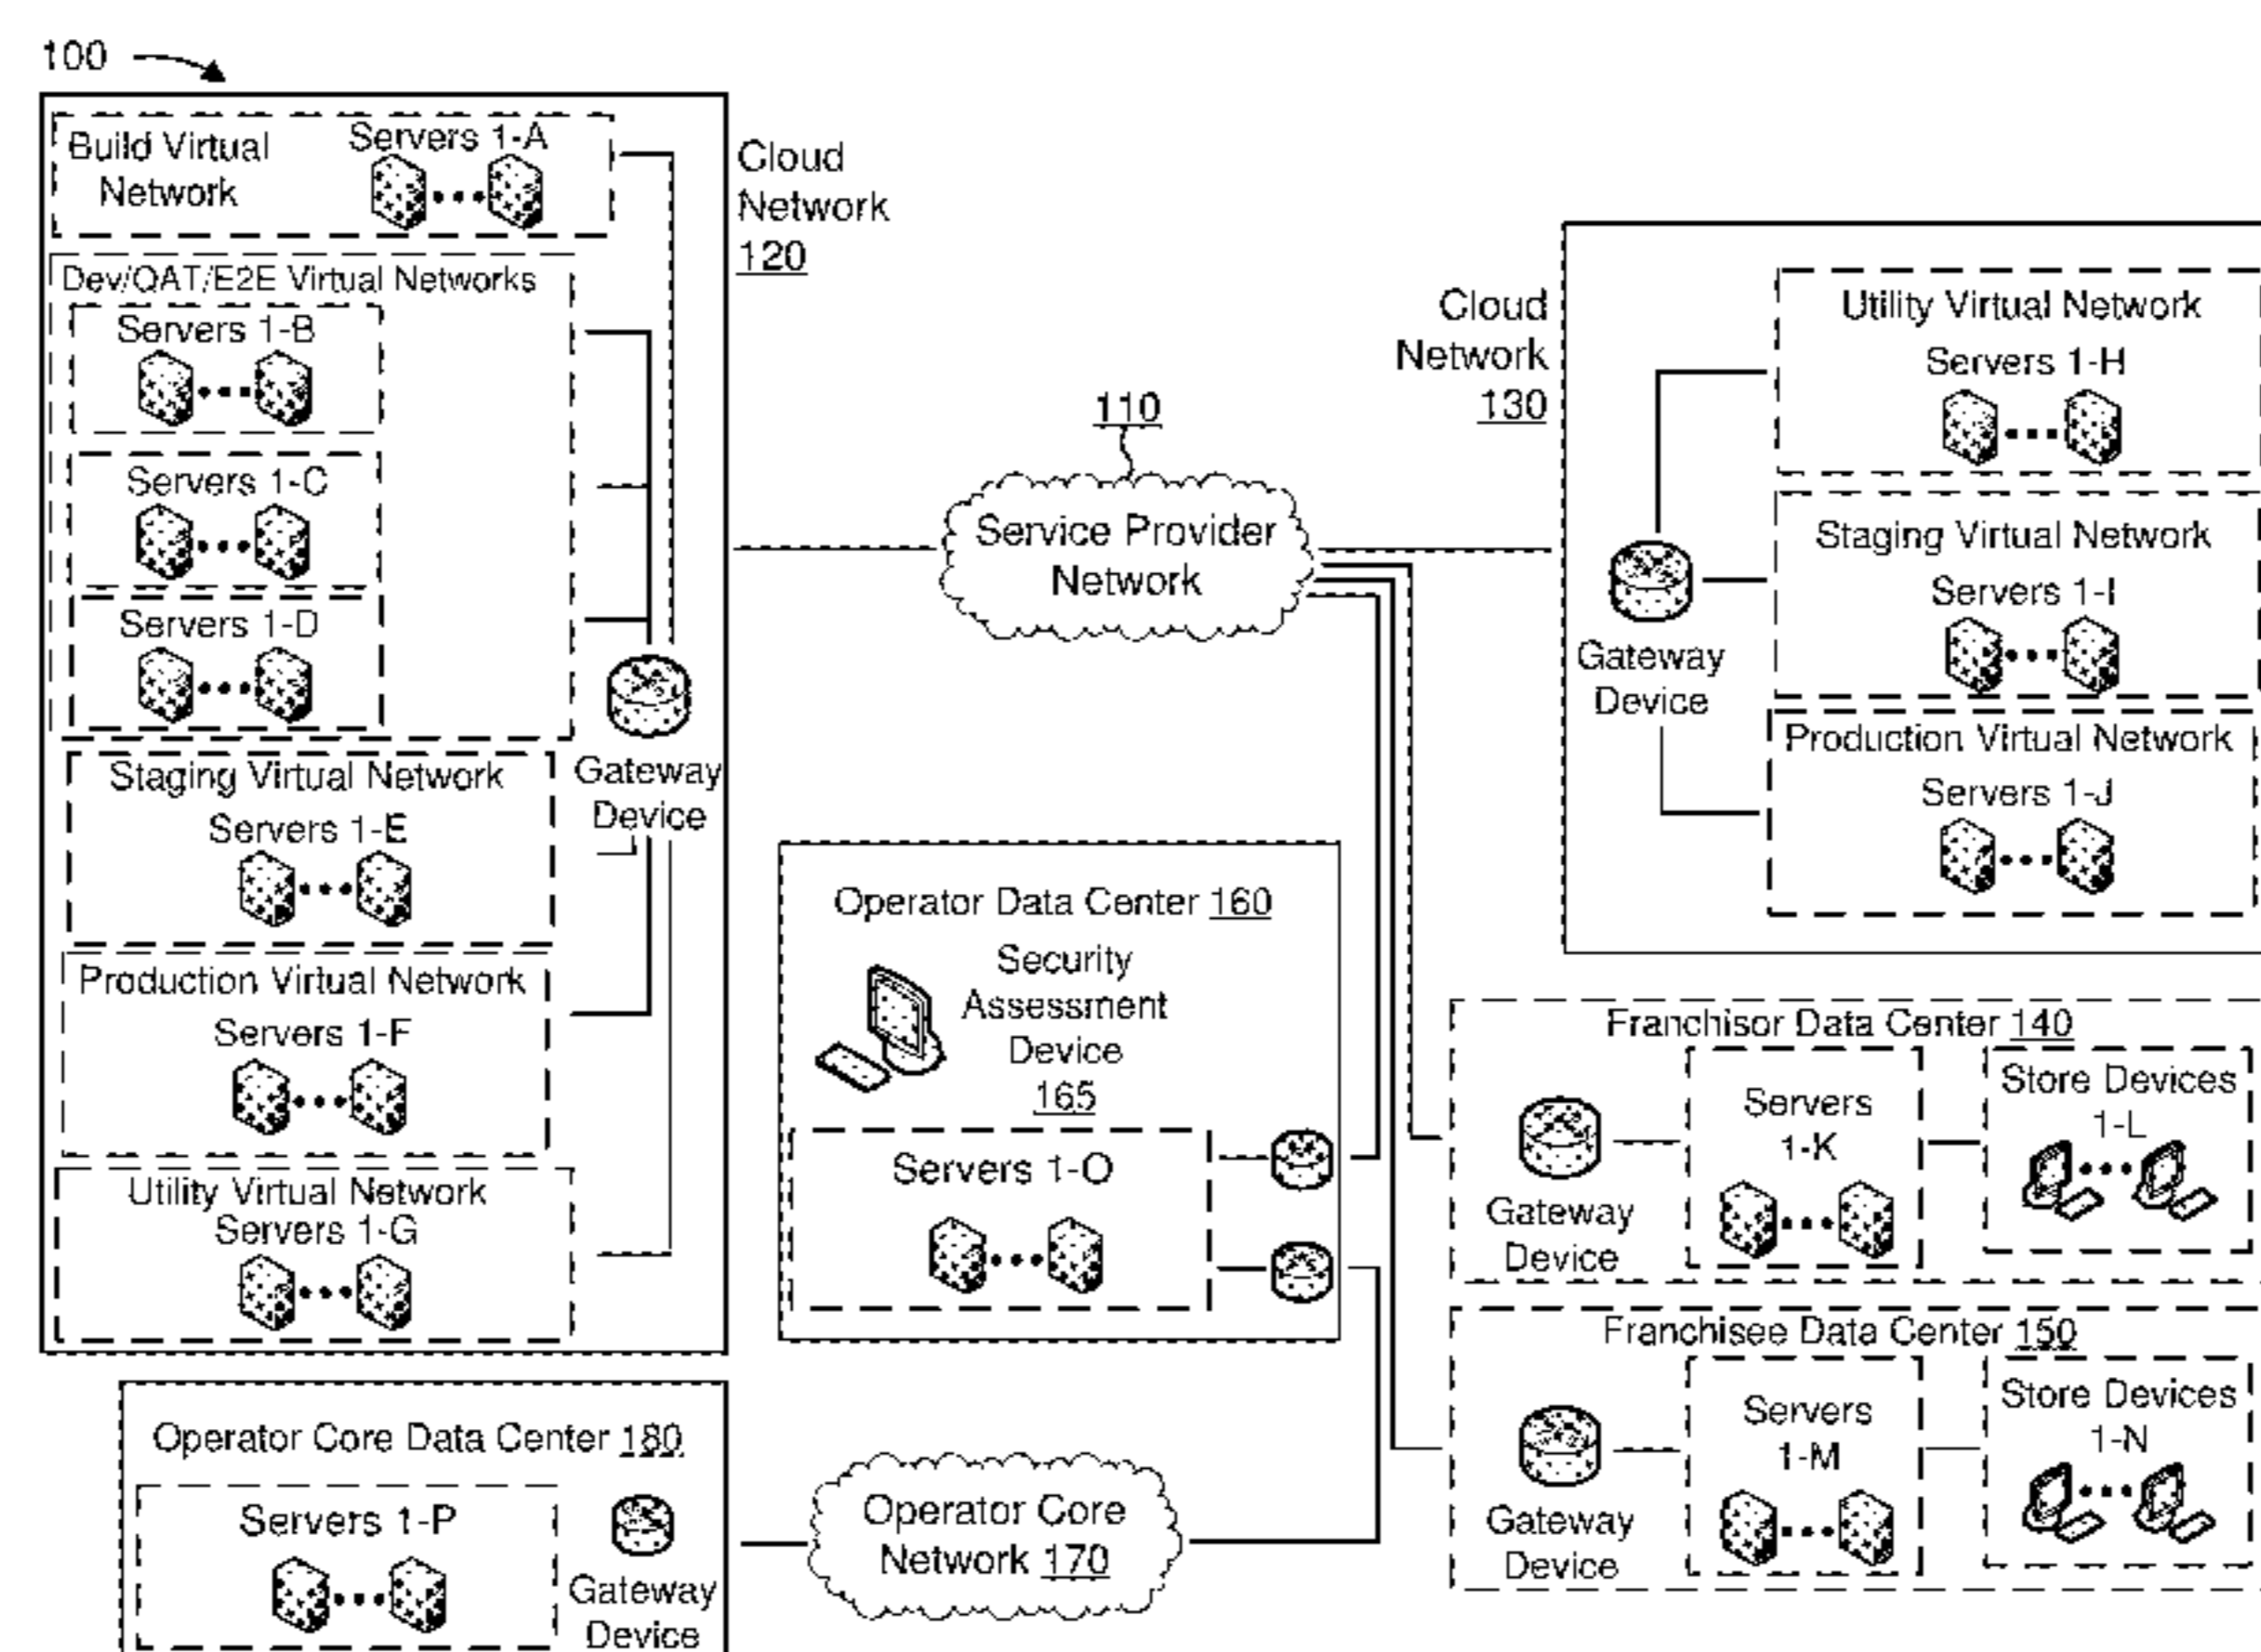 100
Build Virtual
Network
Servers 1-A
Cloud
Network
120
Dev/QAT/E2E Virtual Networks
Servers 1-B
Servers 1-C
Servers 1-D
Gateway
Device
Staging Virtual Network
Servers 1-E
Production Virtual Network
Servers 1-F
Utility Virtual Network
Servers 1-G
110
Service Provider
Network
Cloud
Network
130
Utility Virtual Network
Servers 1-H
Staging Virtual Network
Servers 1-I
Gateway
Device
Production Virtual Network
Servers 1-J
Operator Data Center 160
Security
Assessment
Device
165
Servers 1-O
Franchisor Data Center 140
Gateway
Device
Servers
1-K
Store Devices
1-L
Franchisee Data Center 150
Gateway
Device
Servers
1-M
Store Devices
1-N
Operator Core Data Center 180
Servers 1-P
Gateway
Device
Operator Core
Network 170